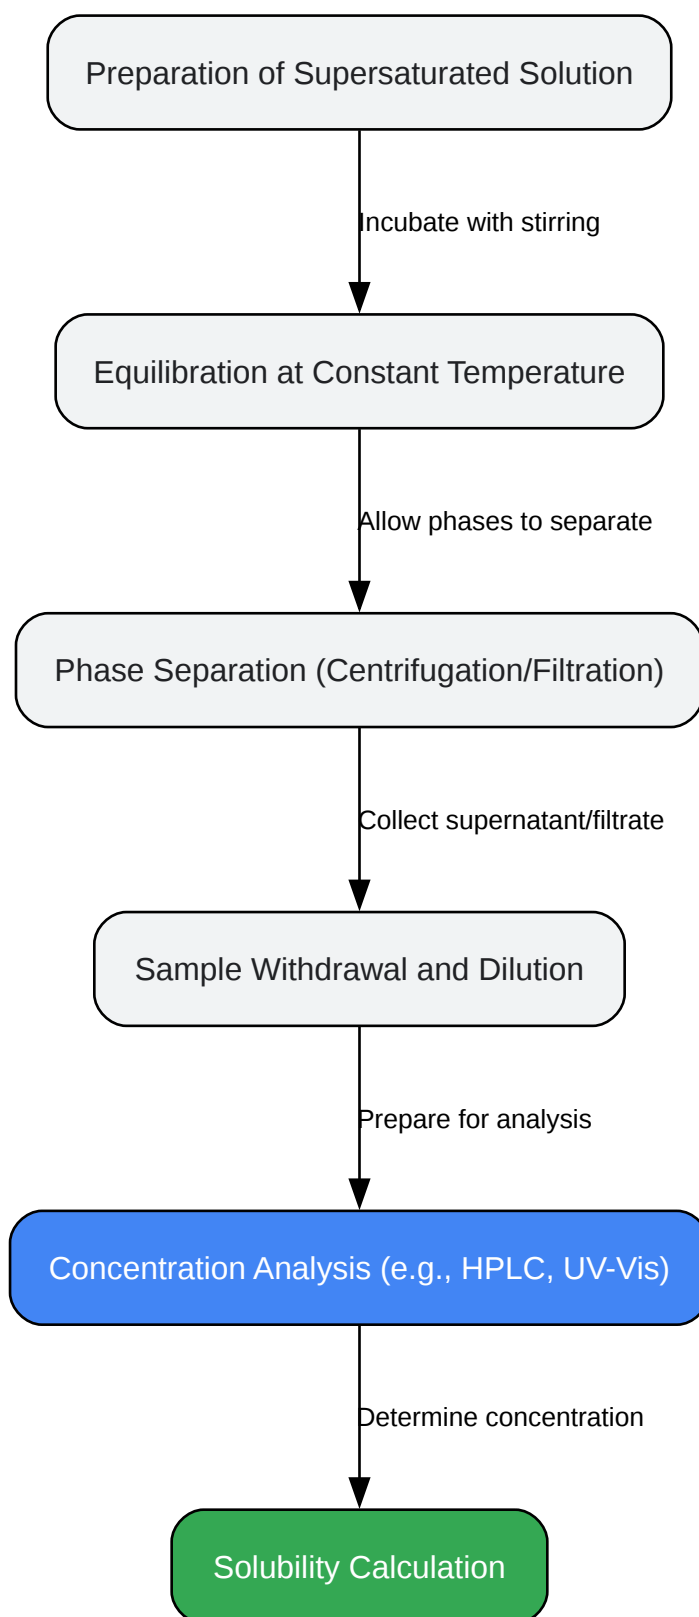 Preparation of Supersaturated Solution
Incubate with stirring
Equilibration at Constant Temperature
Allow phases to separate
Phase Separation (Centrifugation/Filtration)
Collect supernatant/filtrate
Sample Withdrawal and Dilution
Prepare for analysis
Concentration Analysis (e.g., HPLC, UV-Vis)
Determine concentration
Solubility Calculation